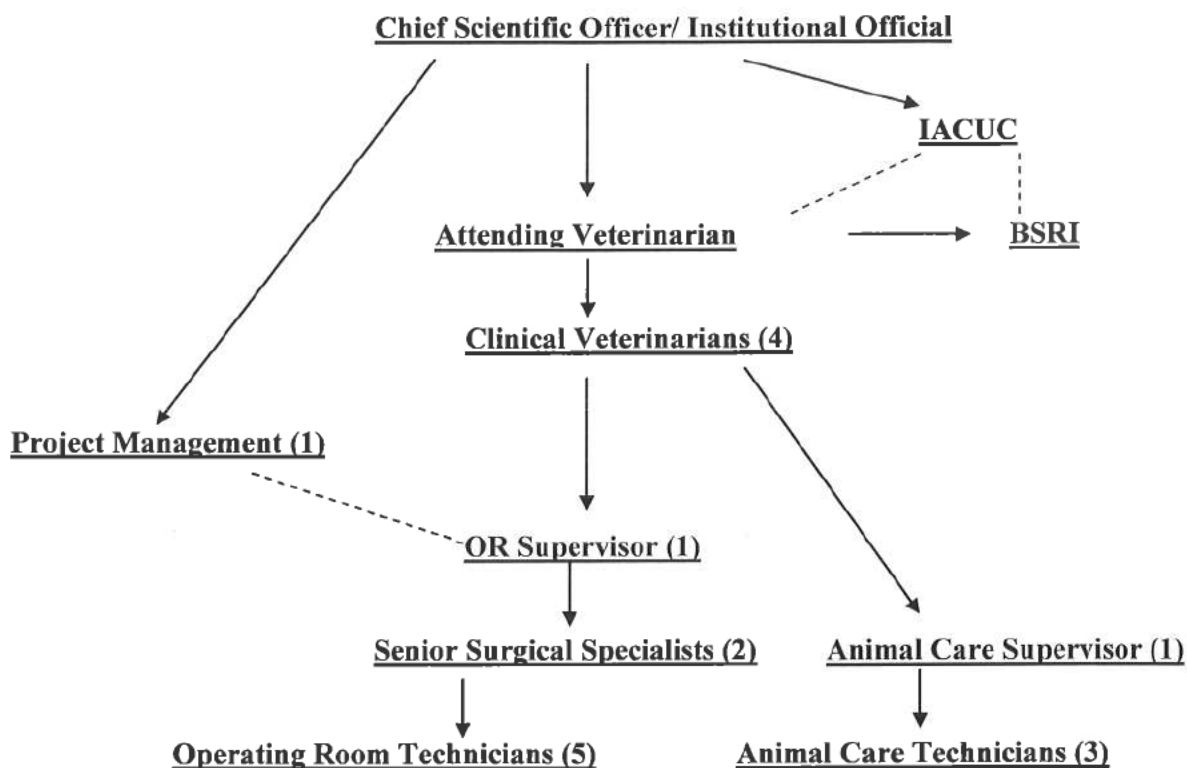 Chief Scientific Officer/ Institutional Official
IACUC
Attending Veterinarian
BSRI
Clinical Veterinarians (4)
Project Management (1)
OR Supervisor (1)
Senior Surgical Specialists (2)
Animal Care Supervisor (1)
Operating Room Technicians (5)
Animal Care Technicians (3)